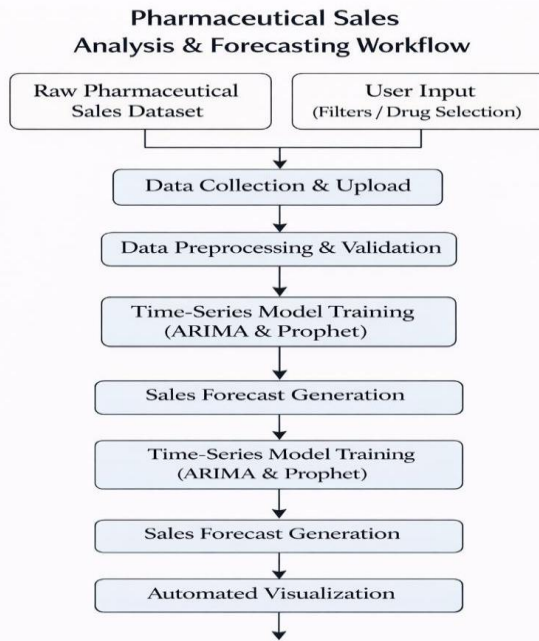 Pharmaceutical Sales
Analysis & Forecasting Workflow
Raw Pharmaceutical
Sales Dataset
User Input
(Filters / Drug Selection)
Data Collection & Upload
Data Preprocessing & Validation
Time-Series Model Training
(ARIMA & Prophet)
Sales Forecast Generation
Time-Series Model Training
(ARIMA & Prophet)
Sales Forecast Generation
Automated Visualization